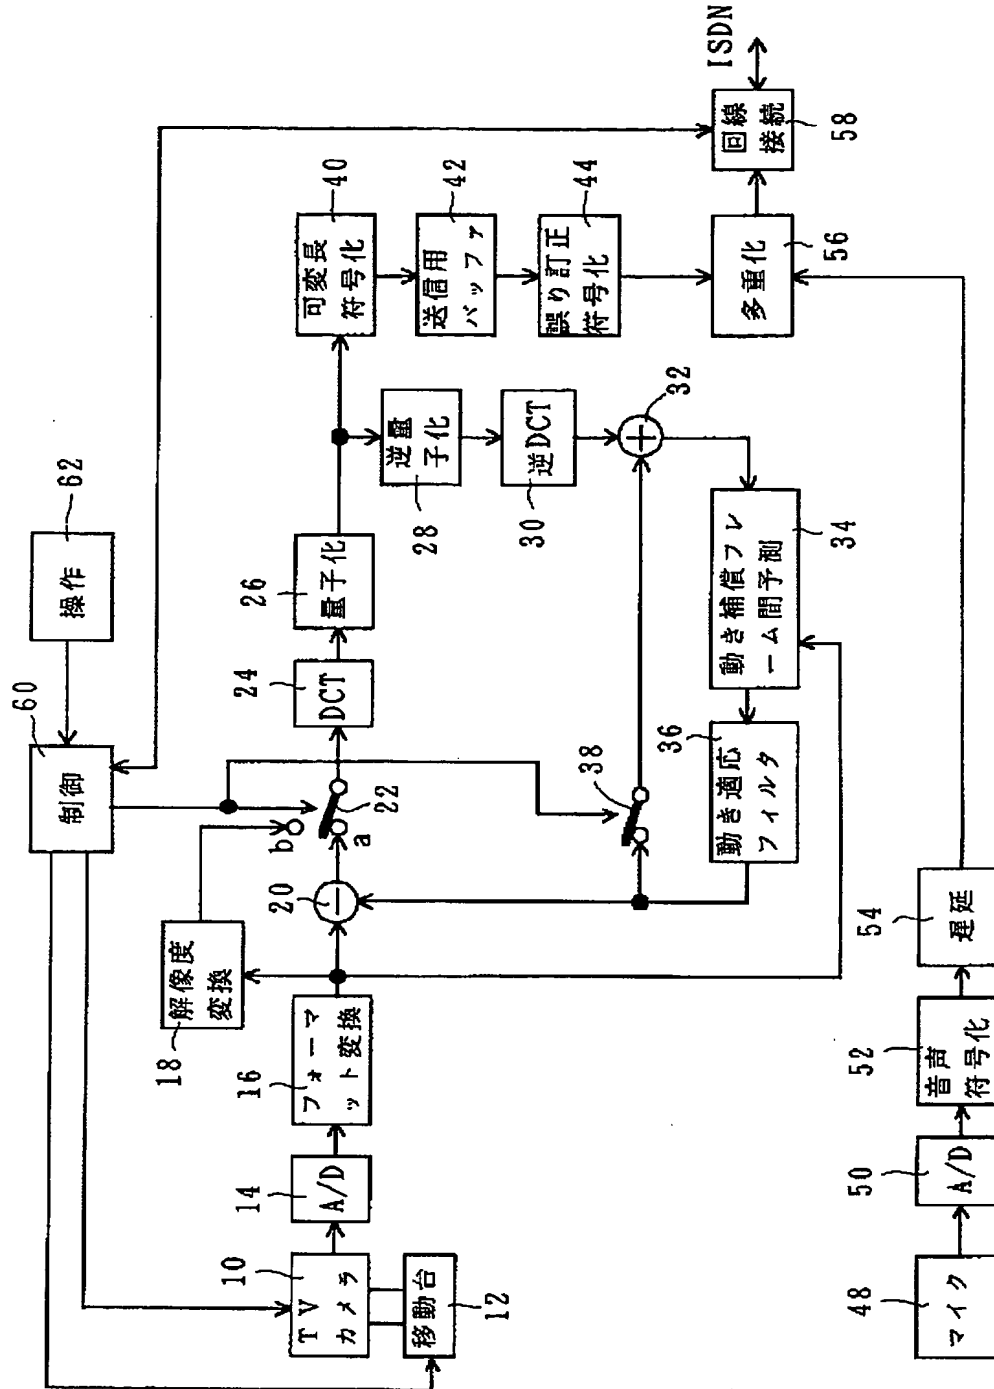 62
操作
60
制御
ISDN
回線
接続
58
40
可変長
符号化
42
送信用
バッファ
44
誤り訂正
符号化
多重化
56
18
解像度
変換
b
a
22
20
24
DCT
26
量子化
逆量
子化
28
逆DCT
30
32
38
動き補償フレ
ーム間予測
34
36
動き適応
フィルタ
10
TV
カメラ
移動台
12
14
A/D
16
フォーマ
ット変換
48
マイク
50
A/D
52
音声
符号化
54
遅延